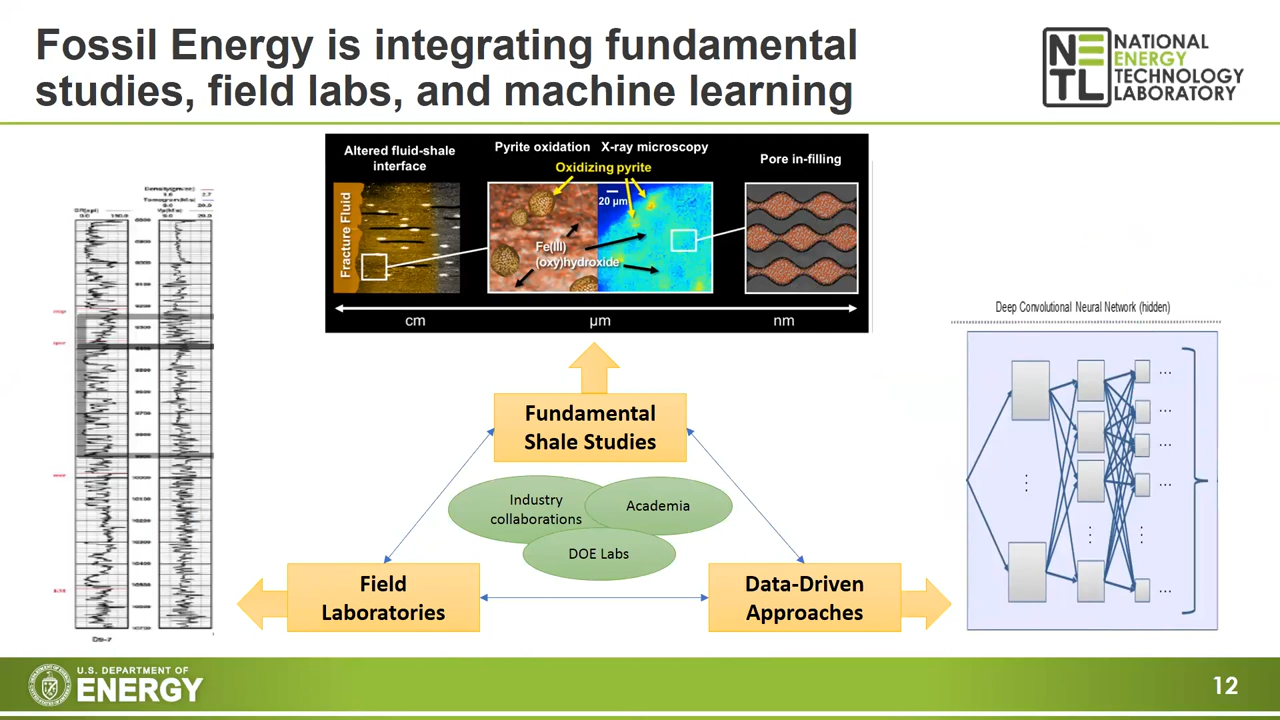 Fossil Energy is integrating fundamental
studies, field labs, and machine learning
NETL
NATIONAL
ENERGY
TECHNOLOGY
LABORATORY
Altered fluid-shale
interface
Pyrite oxidation
X-ray microscopy
Oxidizing pyrite
Pore in-filling
Fracture Fluid
20 µm
Fe(III)
(oxy)hydroxide
cm
µm
nm
Deep Convolutional Neural Network (hidden)
Fundamental
Shale Studies
Industry
collaborations
Academia
DOE Labs
Field
Laboratories
Data-Driven
Approaches
U.S. DEPARTMENT OF
ENERGY
12